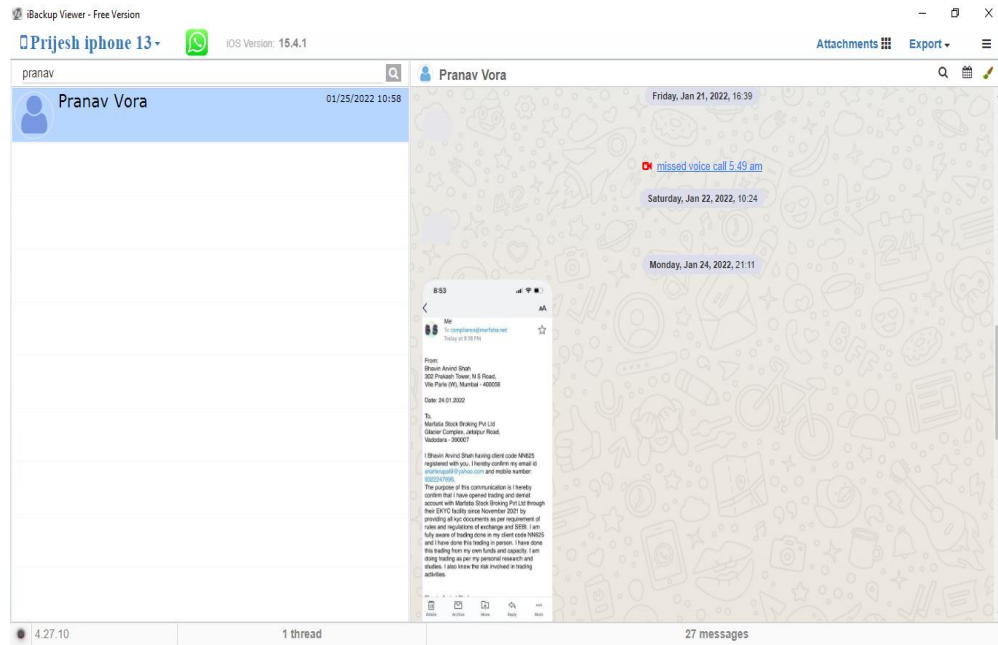 iBackup Viewer - Free Version
Prijesh iphone 13
iOS Version: 15.4.1
Attachments
Export
pranav
Pranav Vora
Pranav Vora
01/25/2022 10:58
Friday, Jan 21, 2022, 16:39
missed voice call 5:49 am
Saturday, Jan 22, 2022, 10:24
Monday, Jan 24, 2022, 21:11
8:53
AA
Me
To compliance@marfatia.net
Today at 8:38 PM
From:
Bhavin Arvind Shah
302 Prakash Tower, N S Road,
Vile Parle (W), Mumbai - 400056
Date: 24.01.2022
To,
Marfatia Stock Broking Pvt Ltd
Glacier Complex, Jetalpur Road,
Vadodara - 390007
I Bhavin Arvind Shah having client code NN625
registered with you. I hereby confirm my email id
and mobile number
The purpose of this communication is I hereby
confirm that I have opened trading and demat
account with Marfatia Stock Broking Pvt Ltd through
their EKYC facility since November 2021 by
providing all kyc documents as per requirement of
rules and regulations of exchange and SEBI. I am
fully aware of trading done in my client code NN625
and I have done this trading in person. I have done
this trading from my own funds and capacity. I am
doing trading as per my personal research and
studies. I also know the risk involved in trading
activities.
Delete
Archive
Move
Reply
More
4.27.10
1 thread
27 messages